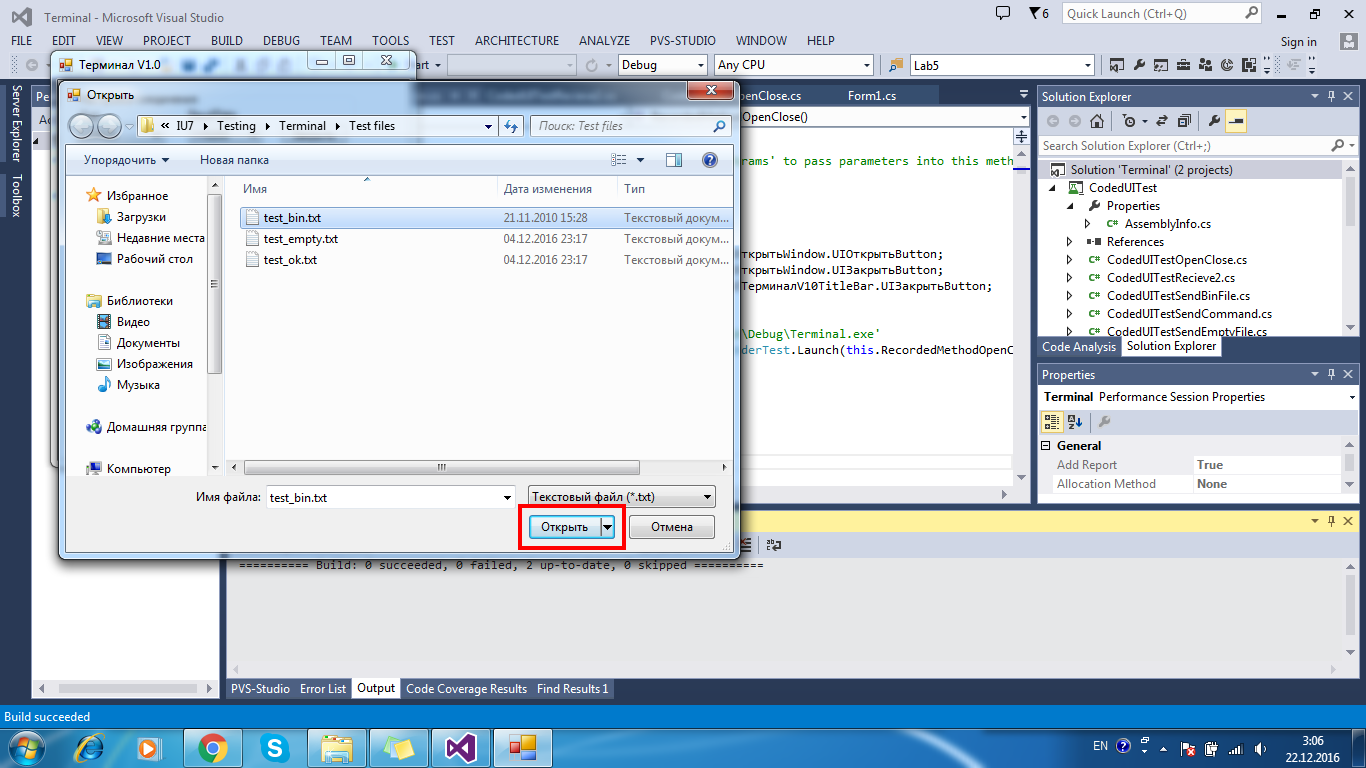 Terminal - Microsoft Visual Studio
6
Quick Launch (Ctrl+Q)
FILE EDIT VIEW PROJECT BUILD DEBUG TEAM TOOLS TEST ARCHITECTURE ANALYZE PVS-STUDIO WINDOW HELP
Sign in
Терминал V1.0
Debug
Any CPU
Lab5
Server Explorer
Toolbox
Открыть
« IU7 Testing Terminal Test files
Поиск: Test files
Упорядочить
Новая папка
Избранное
Загрузки
Недавние места
Рабочий стол
Библиотеки
Видео
Документы
Изображения
Музыка
Домашняя группа
Компьютер
Имя Дата изменения Тип
test_bin.txt 21.11.2010 15:28 Текстовый докум...
test_empty.txt 04.12.2016 23:17 Текстовый докум...
test_ok.txt 04.12.2016 23:17 Текстовый докум...
Имя файла: test_bin.txt
Текстовый файл (*.txt)
Открыть
Отмена
OpenClose.cs
Form1.cs
OpenClose()
rams' to pass parameters into this meth
ткрытьWindow.UIОткрытьButton;
ткрытьWindow.UIЗакрытьButton;
ТерминалV10TitleBar.UIЗакрытьButton;
\Debug\Terminal.exe'
derTest.Launch(this.RecordedMethodOpenC
Solution Explorer
Search Solution Explorer (Ctrl+;)
Solution 'Terminal' (2 projects)
CodedUITest
Properties
AssemblyInfo.cs
References
CodedUITestOpenClose.cs
CodedUITestRecieve2.cs
CodedUITestSendBinFile.cs
CodedUITestSendCommand.cs
CodedUITestSendEmptyFile.cs
Code Analysis
Solution Explorer
Properties
Terminal Performance Session Properties
General
Add Report True
Allocation Method None
========== Build: 0 succeeded, 0 failed, 2 up-to-date, 0 skipped ==========
PVS-Studio Error List Output Code Coverage Results Find Results 1
Build succeeded
EN
3:06
22.12.2016